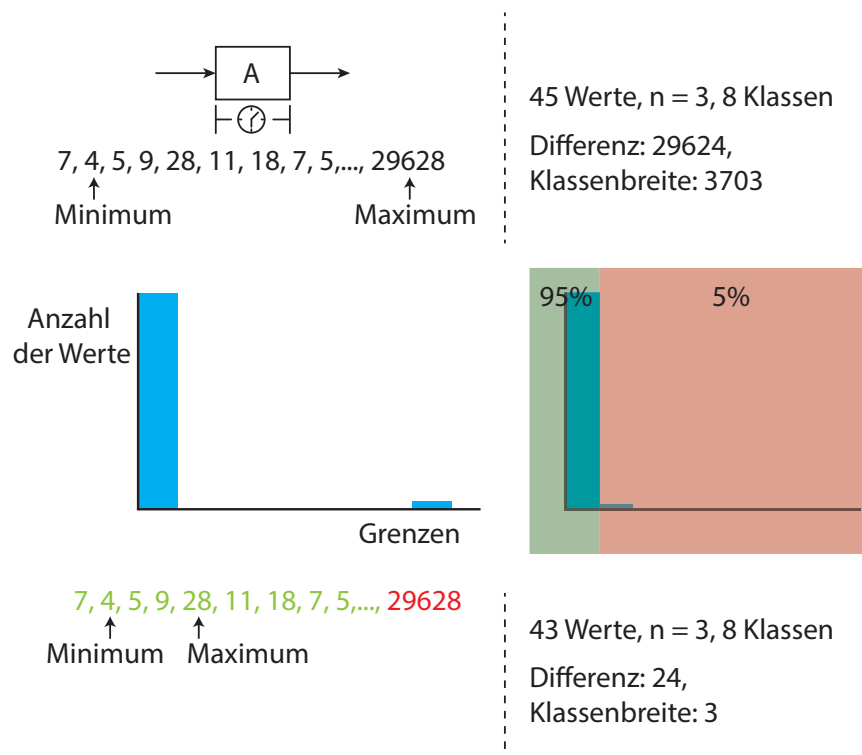 A
7, 4, 5, 9, 28, 11, 18, 7, 5,..., 29628
Minimum
Maximum
45 Werte, n = 3, 8 Klassen
Differenz: 29624,
Klassenbreite: 3703
Anzahl
der Werte
Grenzen
95%
5%
7, 4, 5, 9, 28, 11, 18, 7, 5,..., 29628
Minimum
Maximum
43 Werte, n = 3, 8 Klassen
Differenz: 24,
Klassenbreite: 3